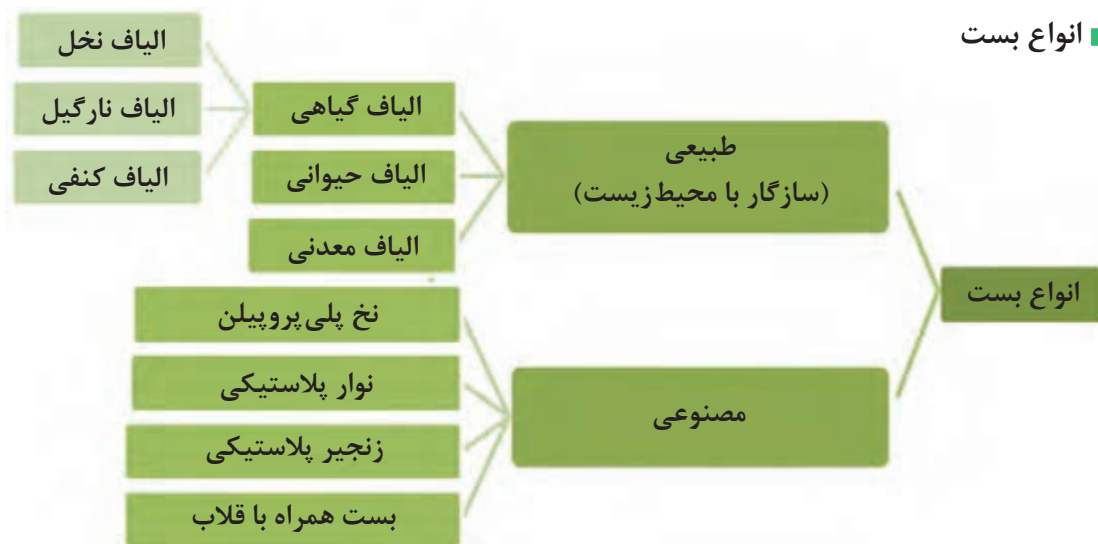 انواع بست
انواع بست
طبیعی
(سازگار با محیط‌زیست)
الیاف گیاهی
الیاف نخل
الیاف نارگیل
الیاف کنفی
الیاف حیوانی
الیاف معدنی
مصنوعی
نخ پلی‌پروپیلن
نوار پلاستیکی
زنجیر پلاستیکی
بست همراه با قلاب